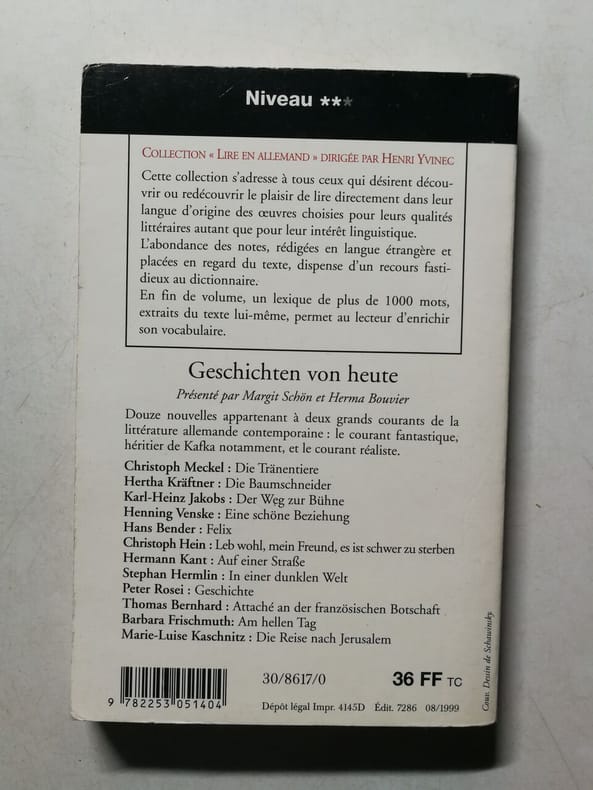 Niveau ***
COLLECTION « LIRE EN ALLEMAND » DIRIGÉE PAR HENRI YVINEC
Cette collection s'adresse à tous ceux qui désirent décou-
vrir ou redécouvrir le plaisir de lire directement dans leur
langue d'origine des œuvres choisies pour leurs qualités
littéraires autant que pour leur intérêt linguistique.
L'abondance des notes, rédigées en langue étrangère et
placées en regard du texte, dispense d'un recours fasti-
dieux au dictionnaire.
En fin de volume, un lexique de plus de 1000 mots,
extraits du texte lui-même, permet au lecteur d'enrichir
son vocabulaire.
Geschichten von heute
Présenté par Margit Schön et Herma Bouvier
Douze nouvelles appartenant à deux grands courants de la
littérature allemande contemporaine : le courant fantastique,
héritier de Kafka notamment, et le courant réaliste.
Christoph Meckel : Die Tränentiere
Hertha Kräftner : Die Baumschneider
Karl-Heinz Jakobs : Der Weg zur Bühne
Henning Venske : Eine schöne Beziehung
Hans Bender : Felix
Christoph Hein : Leb wohl, mein Freund, es ist schwer zu sterben
Hermann Kant : Auf einer Straße
Stephan Hermlin : In einer dunklen Welt
Peter Rosei : Geschichte
Thomas Bernhard : Attaché an der französischen Botschaft
Barbara Frischmuth: Am hellen Tag
Marie-Luise Kaschnitz : Die Reise nach Jerusalem
30/8617/0
36 FF TC
9 782253 051404
Dépôt légal Impr. 4145D Édit. 7286 08/1999
Couv. Dessin de Schawinsky.